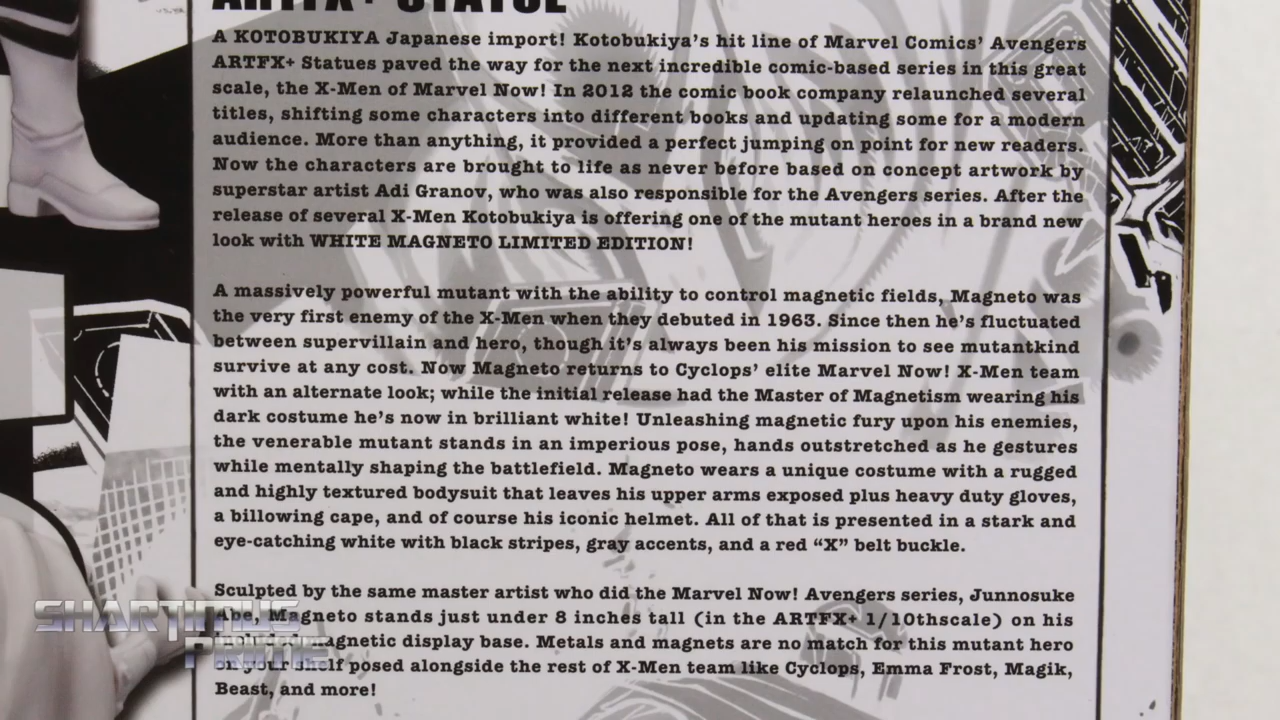 ARTFX+ STATUE
A KOTOBUKIYA Japanese import! Kotobukiya's hit line of Marvel Comics' Avengers
ARTFX+ Statues paved the way for the next incredible comic-based series in this great
scale, the X-Men of Marvel Now! In 2012 the comic book company relaunched several
titles, shifting some characters into different books and updating some for a modern
audience. More than anything, it provided a perfect jumping on point for new readers.
Now the characters are brought to life as never before based on concept artwork by
superstar artist Adi Granov, who was also responsible for the Avengers series. After the
release of several X-Men Kotobukiya is offering one of the mutant heroes in a brand new
look with WHITE MAGNETO LIMITED EDITION!
A massively powerful mutant with the ability to control magnetic fields, Magneto was
the very first enemy of the X-Men when they debuted in 1963. Since then he's fluctuated
between supervillain and hero, though it's always been his mission to see mutantkind
survive at any cost. Now Magneto returns to Cyclops' elite Marvel Now! X-Men team
with an alternate look; while the initial release had the Master of Magnetism wearing his
dark costume he's now in brilliant white! Unleashing magnetic fury upon his enemies,
the venerable mutant stands in an imperious pose, hands outstretched as he gestures
while mentally shaping the battlefield. Magneto wears a unique costume with a rugged
and highly textured bodysuit that leaves his upper arms exposed plus heavy duty gloves,
a billowing cape, and of course his iconic helmet. All of that is presented in a stark and
eye-catching white with black stripes, gray accents, and a red “X” belt buckle.
Sculpted by the same master artist who did the Marvel Now! Avengers series, Junnosuke
Abe, Magneto stands just under 8 inches tall (in the ARTFX+ 1/10thscale) on his
magnetic display base. Metals and magnets are no match for this mutant hero
on your shelf posed alongside the rest of X-Men team like Cyclops, Emma Frost, Magik,
Beast, and more!
SHARTIMUS
PRIME